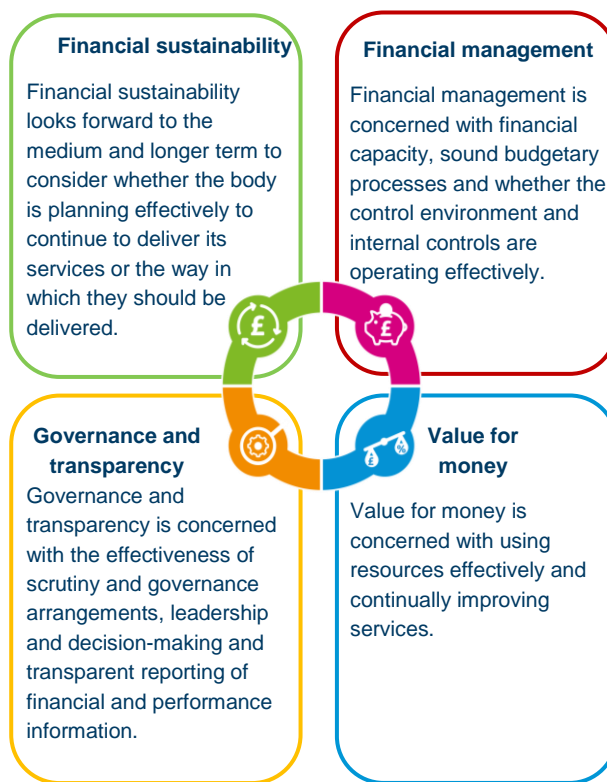 Financial sustainability
Financial sustainability
looks forward to the
medium and longer term to
consider whether the body
is planning effectively to
continue to deliver its
services or the way in
which they should be
delivered.
Financial management
Financial management is
concerned with financial
capacity, sound budgetary
processes and whether the
control environment and
internal controls are
operating effectively.
£
£
Governance and
transparency
Governance and
transparency is concerned
with the effectiveness of
scrutiny and governance
arrangements, leadership
and decision-making and
transparent reporting of
financial and performance
information.
£ %
Value for
money
Value for money is
concerned with using
resources effectively and
continually improving
services.